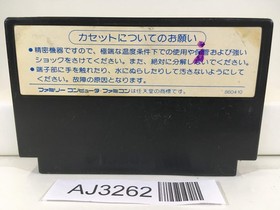 カセットについてのお願い
●精密機器ですので、極端な温度条件下での使用や保管および強い
ショックをさけてください。また、絶対に分解しないでください。
●端子部に手を触れたり、水にぬらしたりして汚さないようにして
ください。故障の原因となります。
ファミリーコンピュータ・ファミコンは任天堂の商標です。
AJ3262